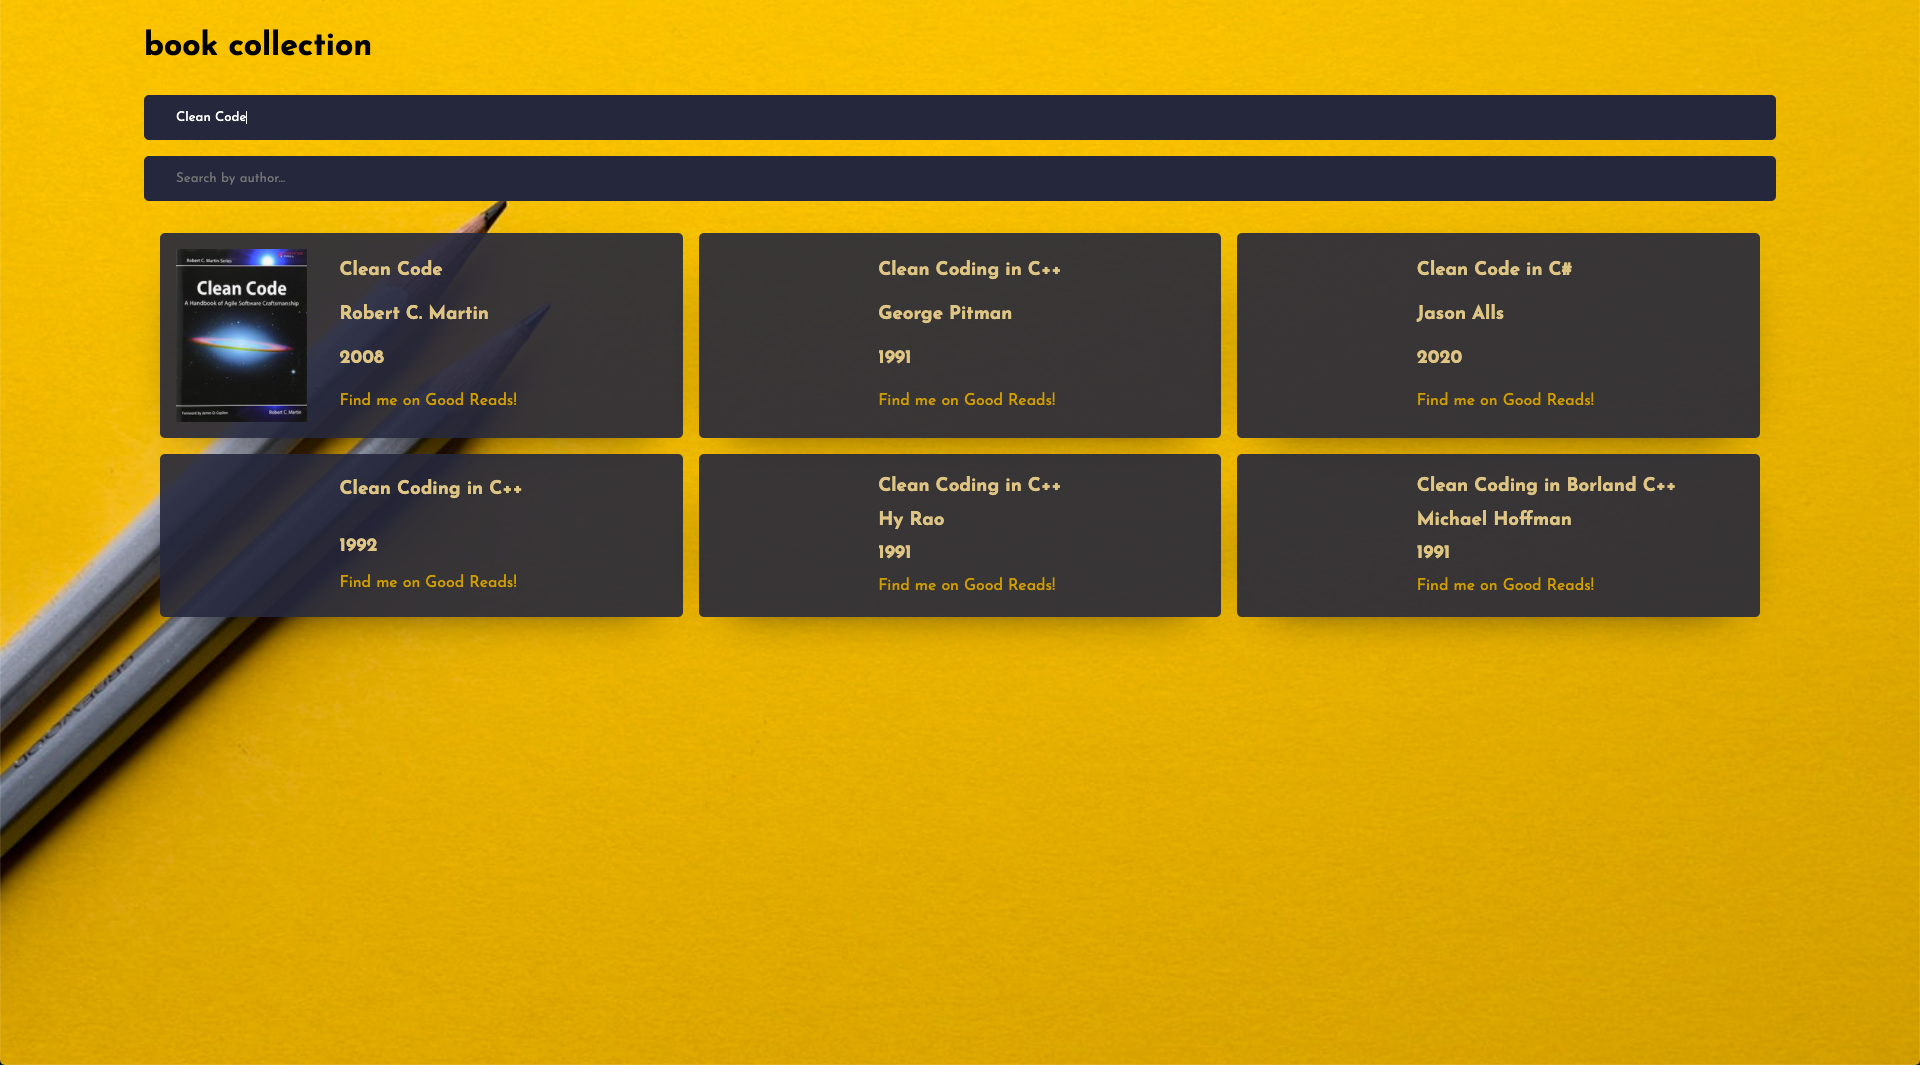 book collection
Clean Code
Search by author...
Robert C. Martin Series
Clean Code
A Handbook of Agile Software Craftsmanship
Robert C. Martin
Clean Code
Robert C. Martin
2008
Find me on Good Reads!
Clean Coding in C++
George Pitman
1991
Find me on Good Reads!
Clean Code in C#
Jason Alls
2020
Find me on Good Reads!
Clean Coding in C++
1992
Find me on Good Reads!
Clean Coding in C++
Hy Rao
1991
Find me on Good Reads!
Clean Coding in Borland C++
Michael Hoffman
1991
Find me on Good Reads!